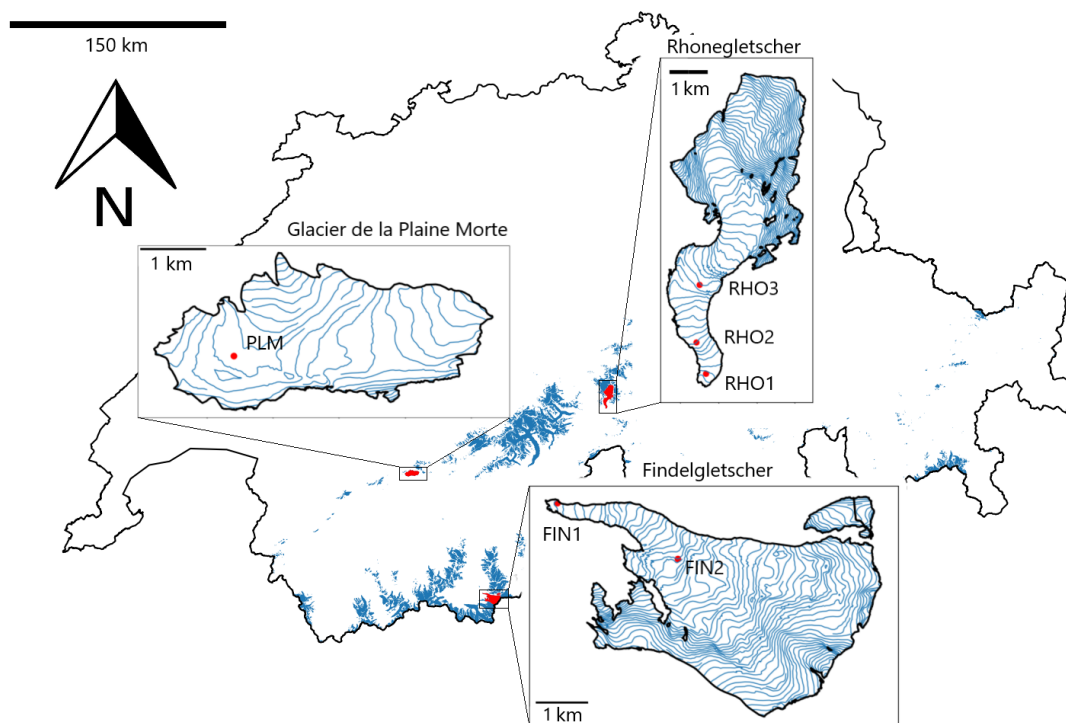 150 km
N
Rhonegletscher
1 km
RHO3
RHO2
RHO1
Glacier de la Plaine Morte
1 km
PLM
Findelgletscher
FIN1
FIN2
1 km